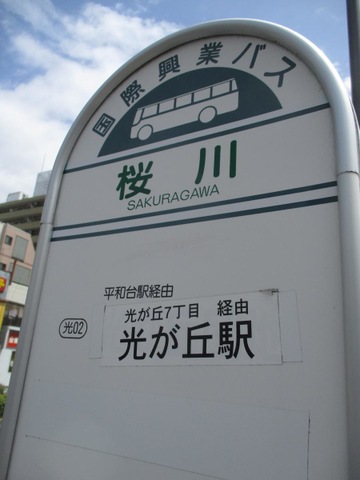 国際興業バス
桜川
SAKURAGAWA
平和台駅経由
光が丘7丁目 経由
光02
光が丘駅